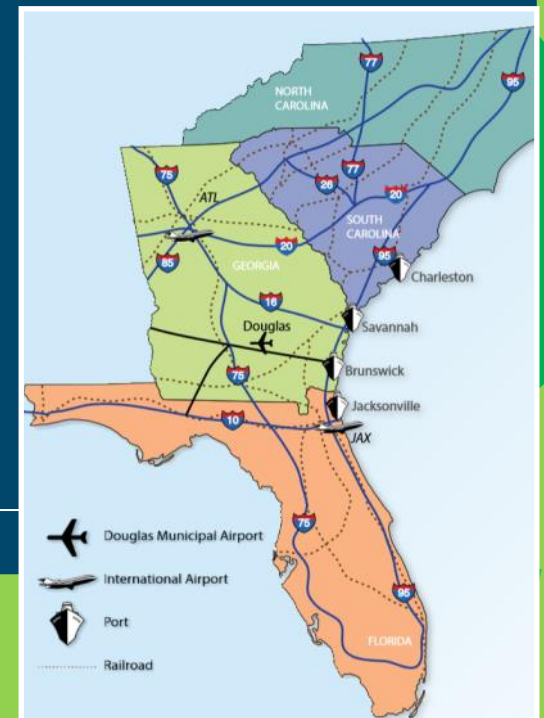 77
95
NORTH
CAROLINA
75
ATL
26
77
20
SOUTH
CAROLINA
85
20
GEORGIA
95
Charleston
16
Douglas
Savannah
75
Brunswick
Jacksonville
10
JAX
75
95
FLORIDA
Douglas Municipal Airport
International Airport
Port
Railroad